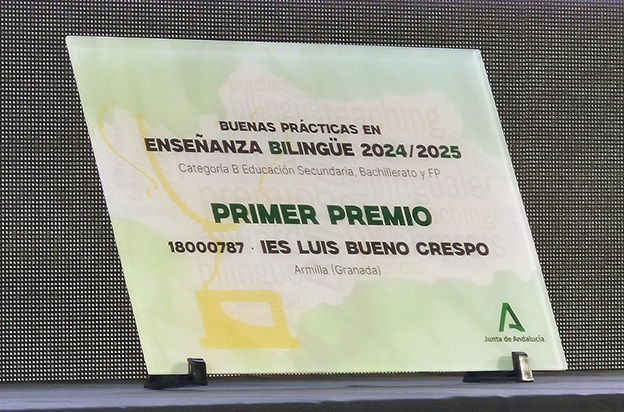 BUENAS PRÁCTICAS EN
ENSEÑANZA BILINGÜE 2024/2025
Categoría B Educación Secundaria, Bachillerato y FP
PRIMER PREMIO
18000787 · IES LUIS BUENO CRESPO
Armilla (Granada)
Junta de Andalucía